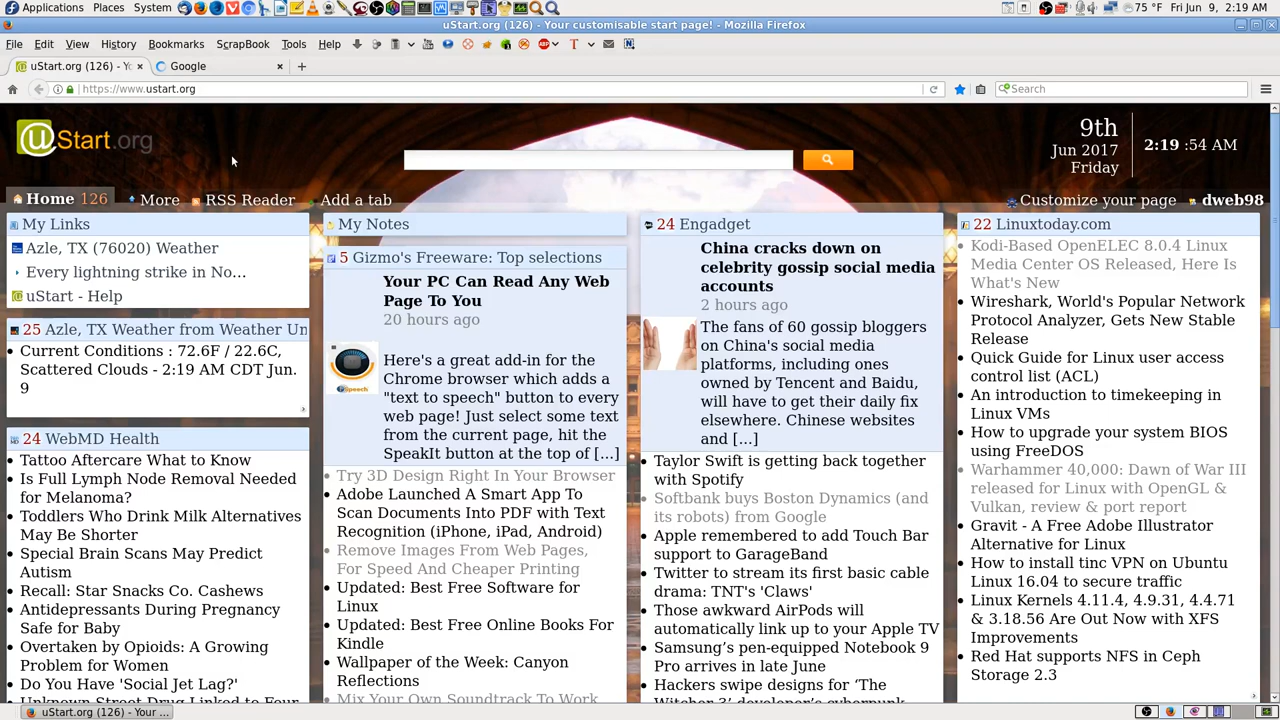 Applications Places System 75 °F Fri Jun 9, 2:19 AM
uStart.org (126) - Your customisable start page! - Mozilla Firefox
File Edit View History Bookmarks ScrapBook Tools Help
uStart.org (126) - Yo
Google
https://www.ustart.org
Search
uStart.org
9th
Jun 2017
Friday
2:19 :54 AM
Home 126 More RSS Reader Add a tab
Customize your page dweb98
My Links
Azle, TX (76020) Weather
Every lightning strike in No...
uStart - Help
25 Azle, TX Weather from Weather Un
Current Conditions : 72.6F / 22.6C,
Scattered Clouds - 2:19 AM CDT Jun.
9
24 WebMD Health
Tattoo Aftercare What to Know
Is Full Lymph Node Removal Needed
for Melanoma?
Toddlers Who Drink Milk Alternatives
May Be Shorter
Special Brain Scans May Predict
Autism
Recall: Star Snacks Co. Cashews
Antidepressants During Pregnancy
Safe for Baby
Overtaken by Opioids: A Growing
Problem for Women
Do You Have 'Social Jet Lag?'
Unknown Street Drug Linked to Four
My Notes
5 Gizmo's Freeware: Top selections
Your PC Can Read Any Web
Page To You
20 hours ago
Here's a great add-in for the
Chrome browser which adds a
"text to speech" button to every
web page! Just select some text
from the current page, hit the
SpeakIt button at the top of [...]
Try 3D Design Right In Your Browser
Adobe Launched A Smart App To
Scan Documents Into PDF with Text
Recognition (iPhone, iPad, Android)
Remove Images From Web Pages,
For Speed And Cheaper Printing
Updated: Best Free Software for
Linux
Updated: Best Free Online Books For
Kindle
Wallpaper of the Week: Canyon
Reflections
Mix Your Own Soundtrack To Work
24 Engadget
China cracks down on
celebrity gossip social media
accounts
2 hours ago
The fans of 60 gossip bloggers
on China's social media
platforms, including ones
owned by Tencent and Baidu,
will have to get their daily fix
elsewhere. Chinese websites
and [...]
Taylor Swift is getting back together
with Spotify
Softbank buys Boston Dynamics (and
its robots) from Google
Apple remembered to add Touch Bar
support to GarageBand
Twitter to stream its first basic cable
drama: TNT's 'Claws'
Those awkward AirPods will
automatically link up to your Apple TV
Samsung's pen-equipped Notebook 9
Pro arrives in late June
Hackers swipe designs for ‘The
Witcher 3’ developer's cyberpunk
22 Linuxtoday.com
Kodi-Based OpenELEC 8.0.4 Linux
Media Center OS Released, Here Is
What's New
Wireshark, World's Popular Network
Protocol Analyzer, Gets New Stable
Release
Quick Guide for Linux user access
control list (ACL)
An introduction to timekeeping in
Linux VMs
How to upgrade your system BIOS
using FreeDOS
Warhammer 40,000: Dawn of War III
released for Linux with OpenGL &
Vulkan, review & port report
Gravit - A Free Adobe Illustrator
Alternative for Linux
How to install tinc VPN on Ubuntu
Linux 16.04 to secure traffic
Linux Kernels 4.11.4, 4.9.31, 4.4.71
& 3.18.56 Are Out Now with XFS
Improvements
Red Hat supports NFS in Ceph
Storage 2.3
uStart.org (126) - Your ...